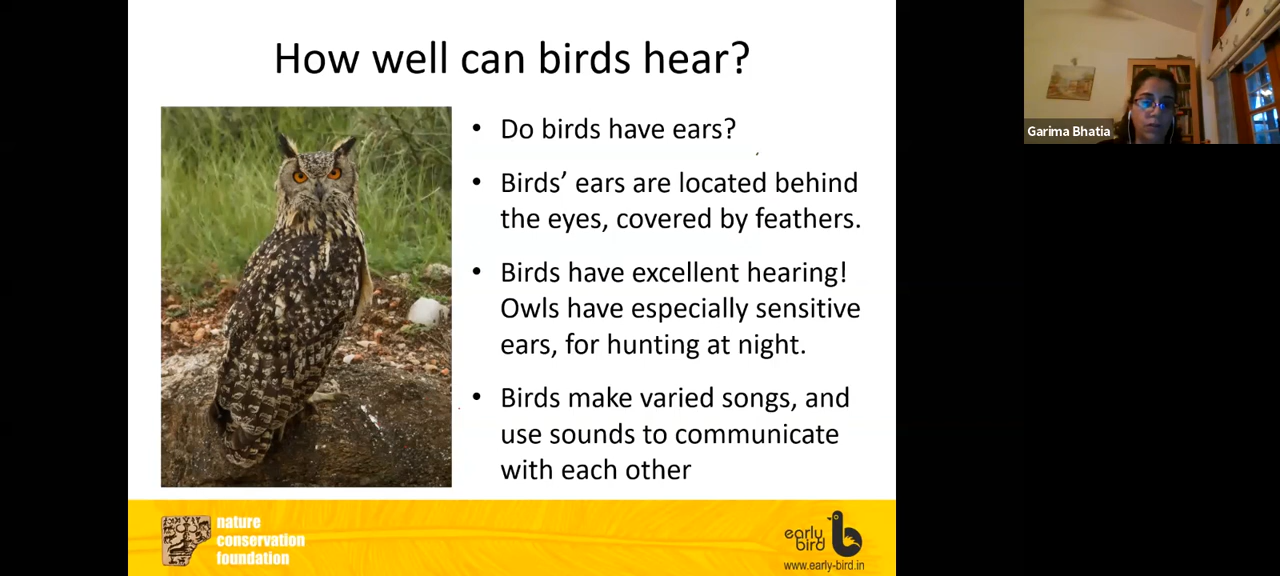 How well can birds hear?
• Do birds have ears?
• Birds’ ears are located behind
the eyes, covered by feathers.
• Birds have excellent hearing!
Owls have especially sensitive
ears, for hunting at night.
• Birds make varied songs, and
use sounds to communicate
with each other
nature
conservation
foundation
early
bird
www.early-bird.in
Garima Bhatia